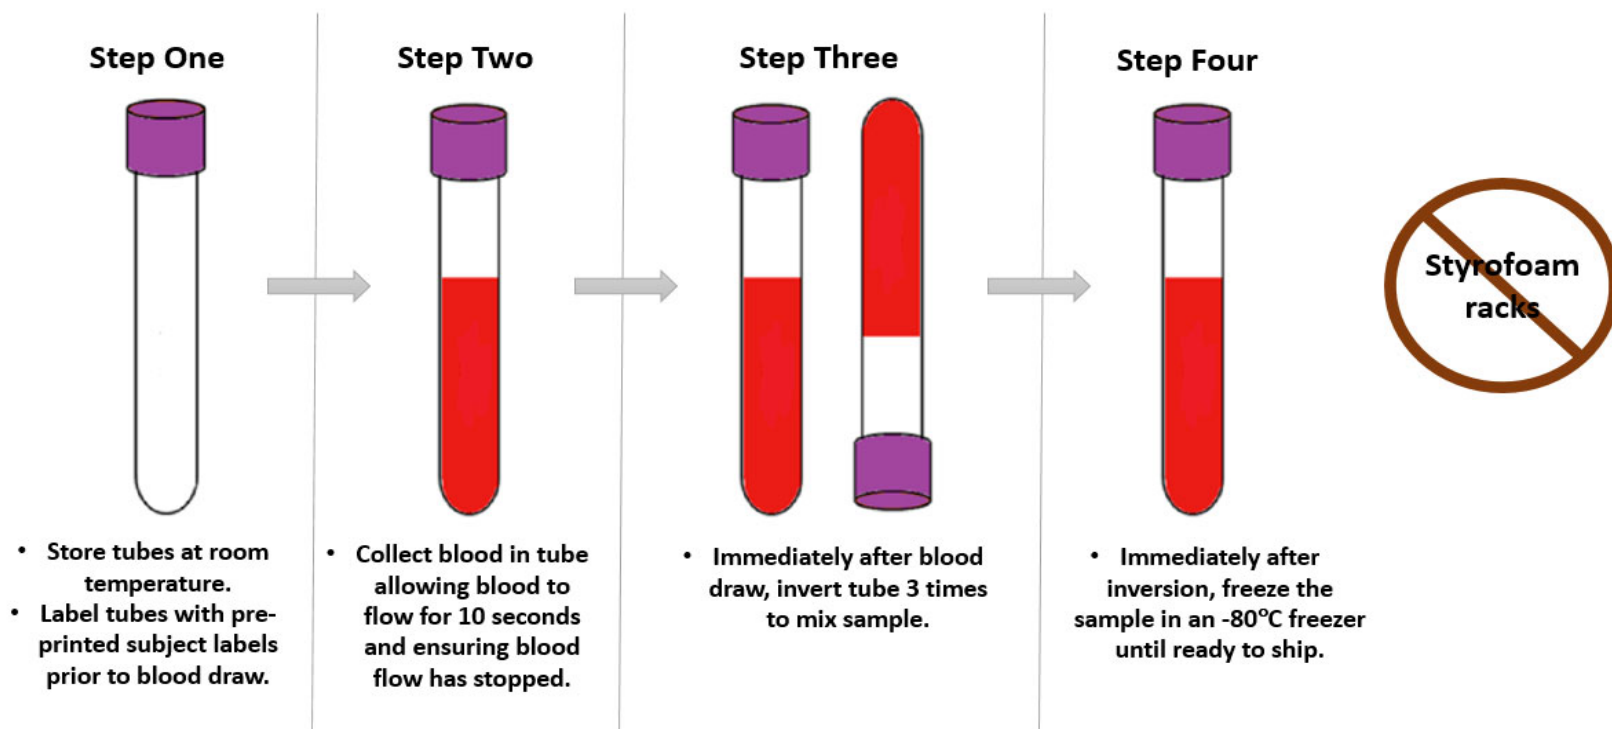 Step One
• Store tubes at room
temperature.
• Label tubes with pre-
printed subject labels
prior to blood draw.
Step Two
• Collect blood in tube
allowing blood to
flow for 10 seconds
and ensuring blood
flow has stopped.
Step Three
• Immediately after blood
draw, invert tube 3 times
to mix sample.
Step Four
• Immediately after
inversion, freeze the
sample in an -80°C freezer
until ready to ship.
Styrofoam
racks